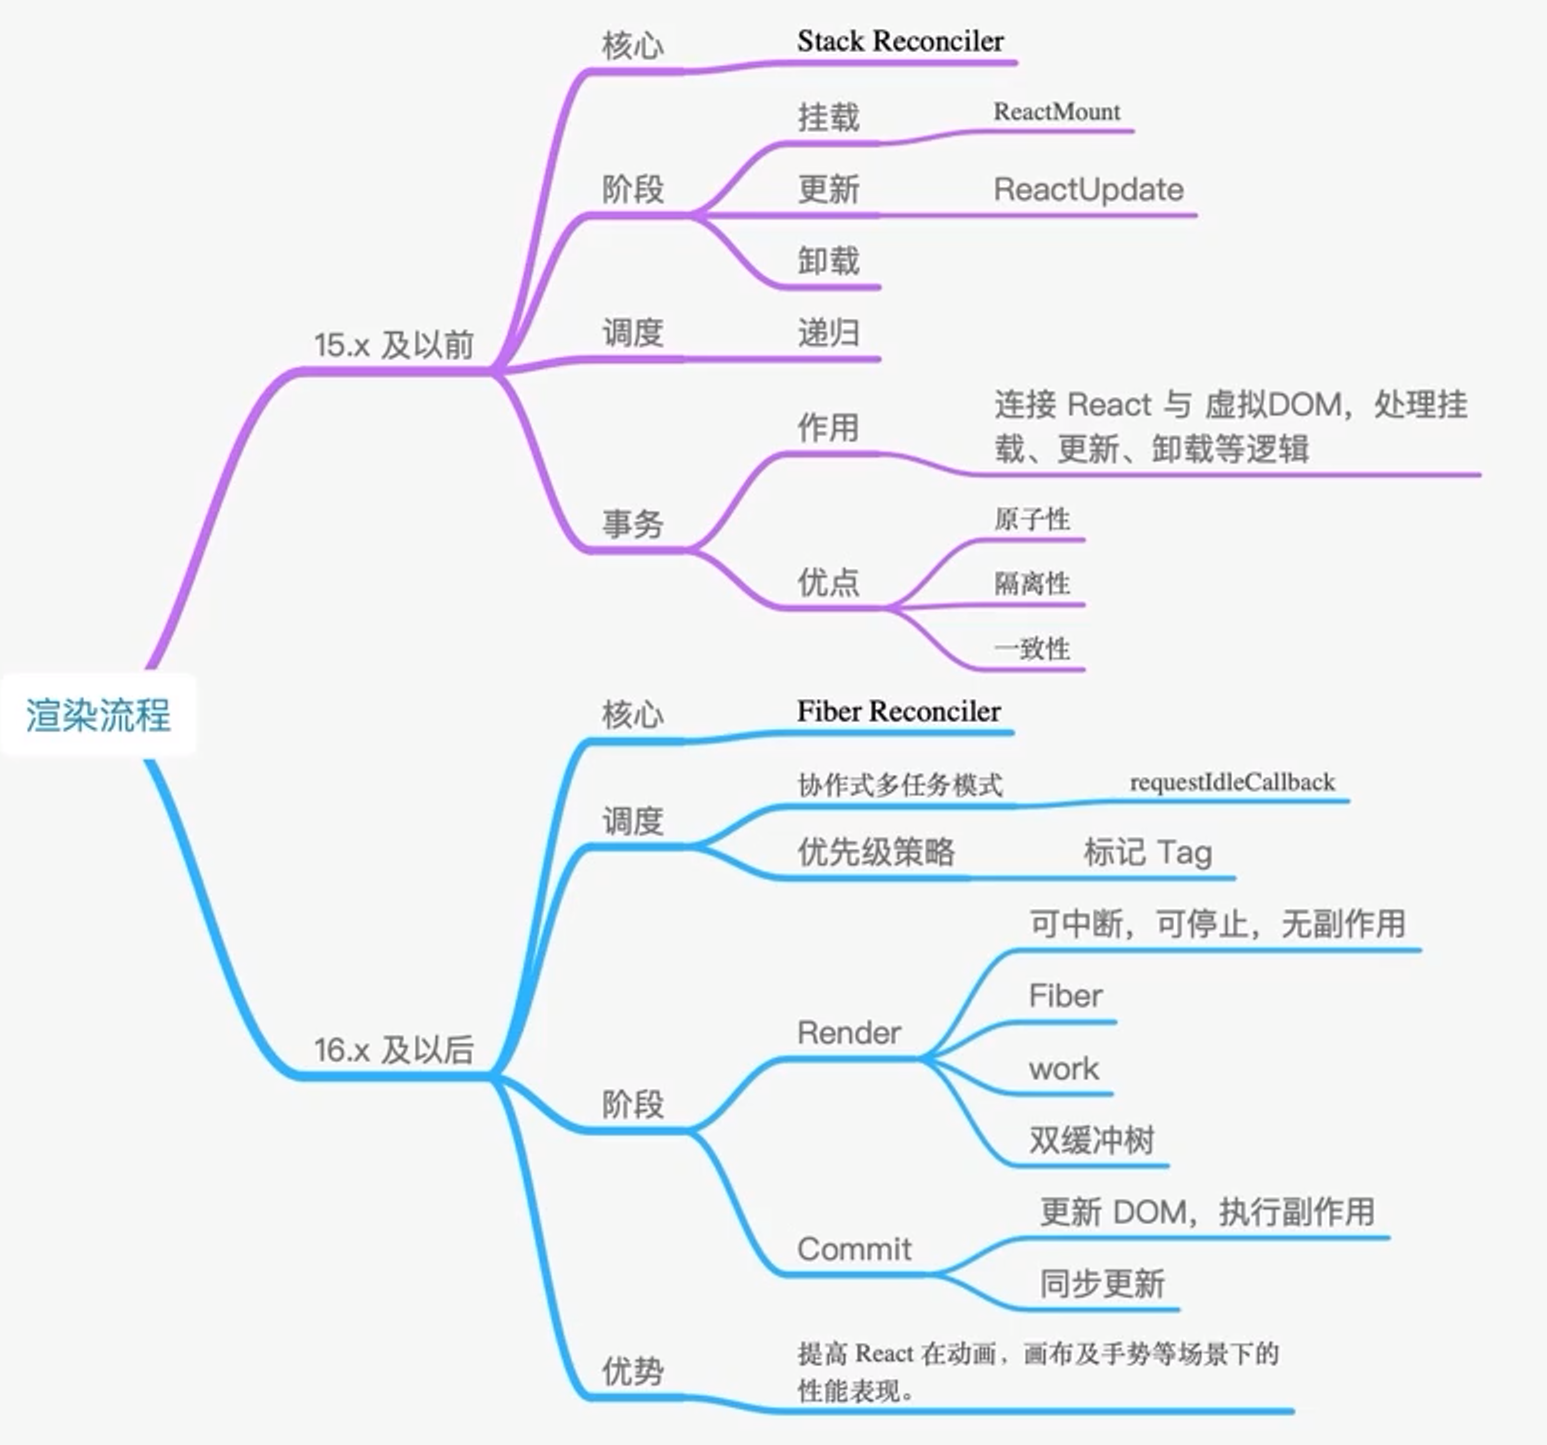 核心
Stack Reconciler
阶段
挂载
ReactMount
更新
ReactUpdate
卸载
15.x 及以前
调度
递归
事务
作用
连接 React 与 虚拟DOM，处理挂
载、更新、卸载等逻辑
优点
原子性
隔离性
一致性
渲染流程
核心
Fiber Reconciler
调度
协作式多任务模式
requestIdleCallback
优先级策略
标记 Tag
16.x 及以后
阶段
Render
可中断，可停止，无副作用
Fiber
work
双缓冲树
Commit
更新 DOM，执行副作用
同步更新
优势
提高 React 在动画，画布及手势等场景下的
性能表现。